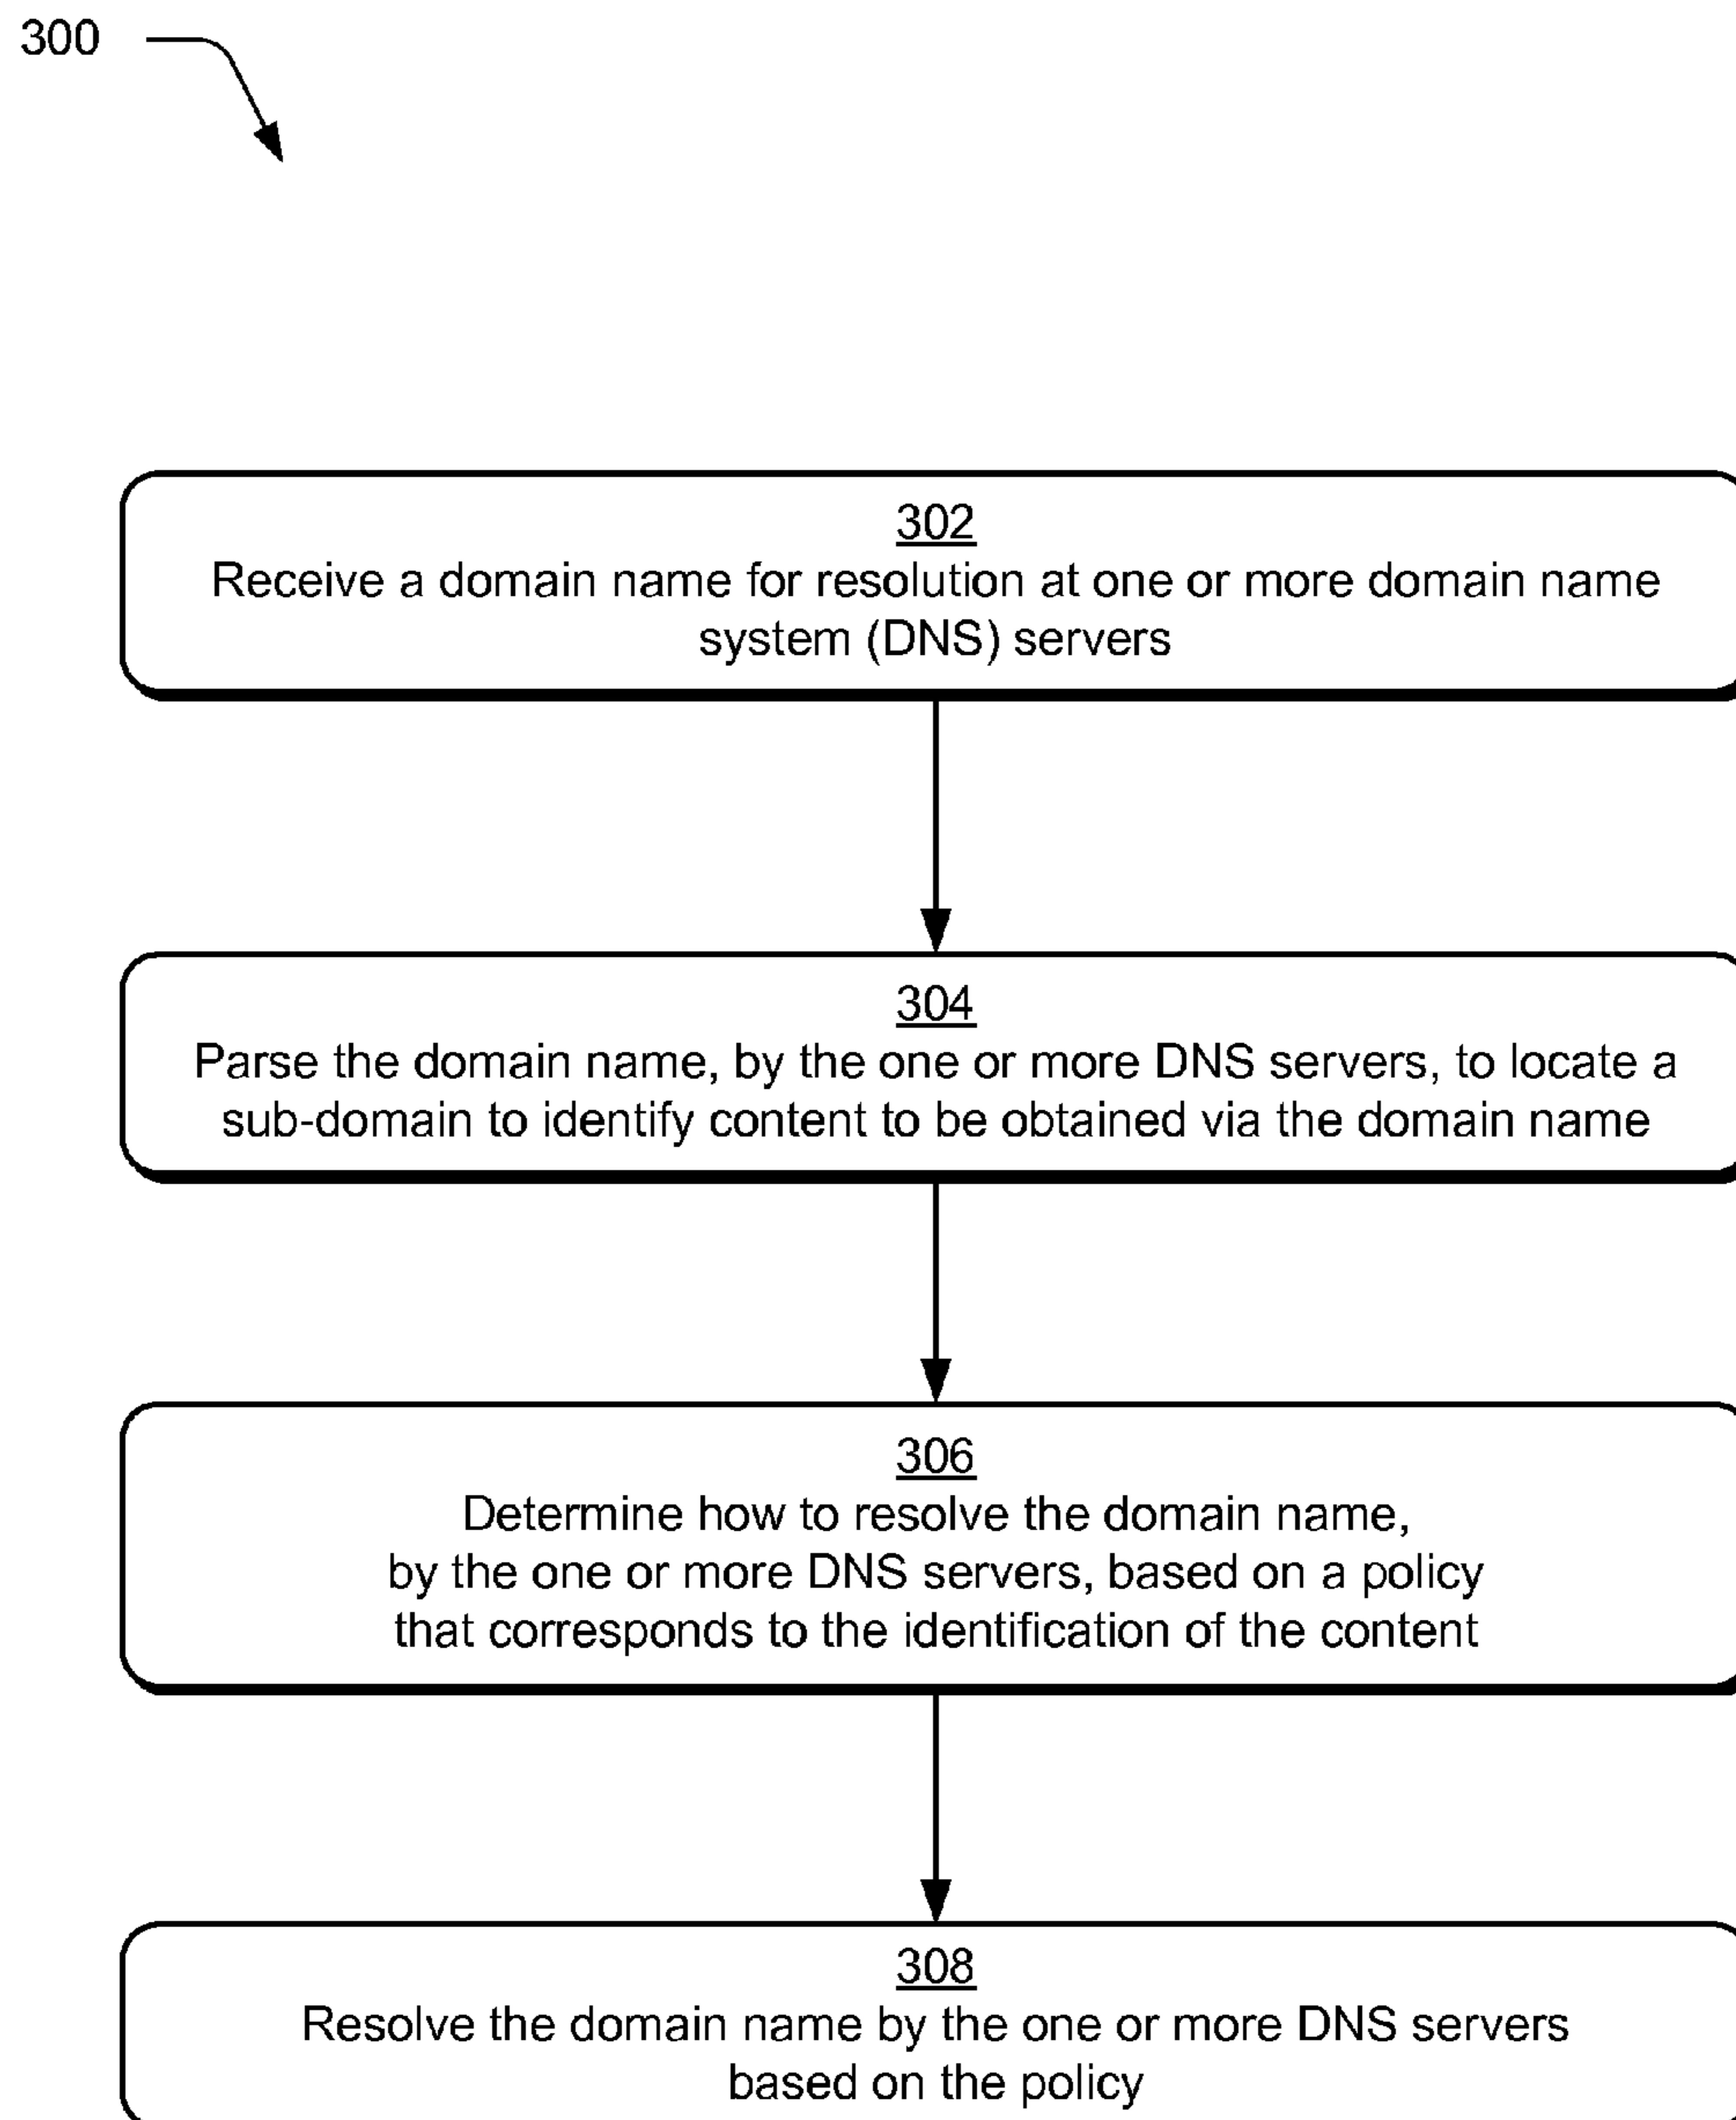 300
302
Receive a domain name for resolution at one or more domain name
system (DNS) servers
304
Parse the domain name, by the one or more DNS servers, to locate a
sub-domain to identify content to be obtained via the domain name
306
Determine how to resolve the domain name,
by the one or more DNS servers, based on a policy
that corresponds to the identification of the content
308
Resolve the domain name by the one or more DNS servers
based on the policy